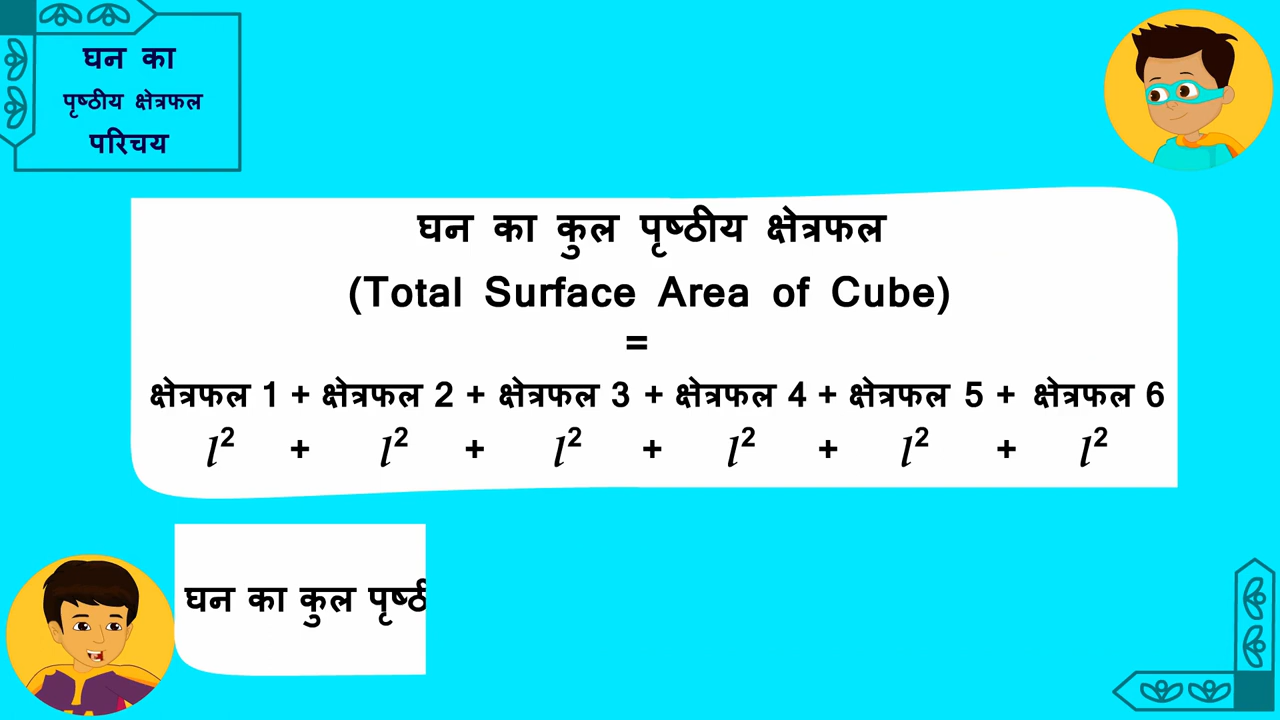 घन का
पृष्ठीय क्षेत्रफल
परिचय
घन का कुल पृष्ठीय क्षेत्रफल
(Total Surface Area of Cube)
=
क्षेत्रफल 1 + क्षेत्रफल 2 + क्षेत्रफल 3 + क्षेत्रफल 4 + क्षेत्रफल 5 + क्षेत्रफल 6
l² + l² + l² + l² + l² + l²
घन का कुल